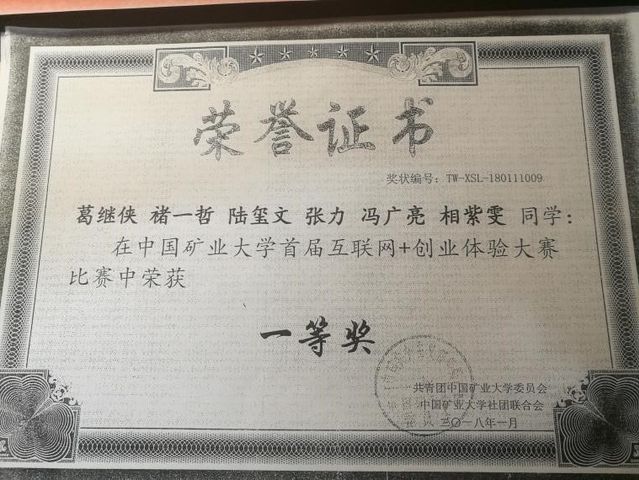 荣誉证书
奖状编号：TW-XSL-180111009
葛继侠 褚一哲 陆玺文 张力 冯广亮 相紫雯 同学：
在中国矿业大学首届互联网+创业体验大赛
比赛中荣获
一等奖
共青团中国矿业大学委员会
中国矿业大学社团联合会
二〇一八年一月